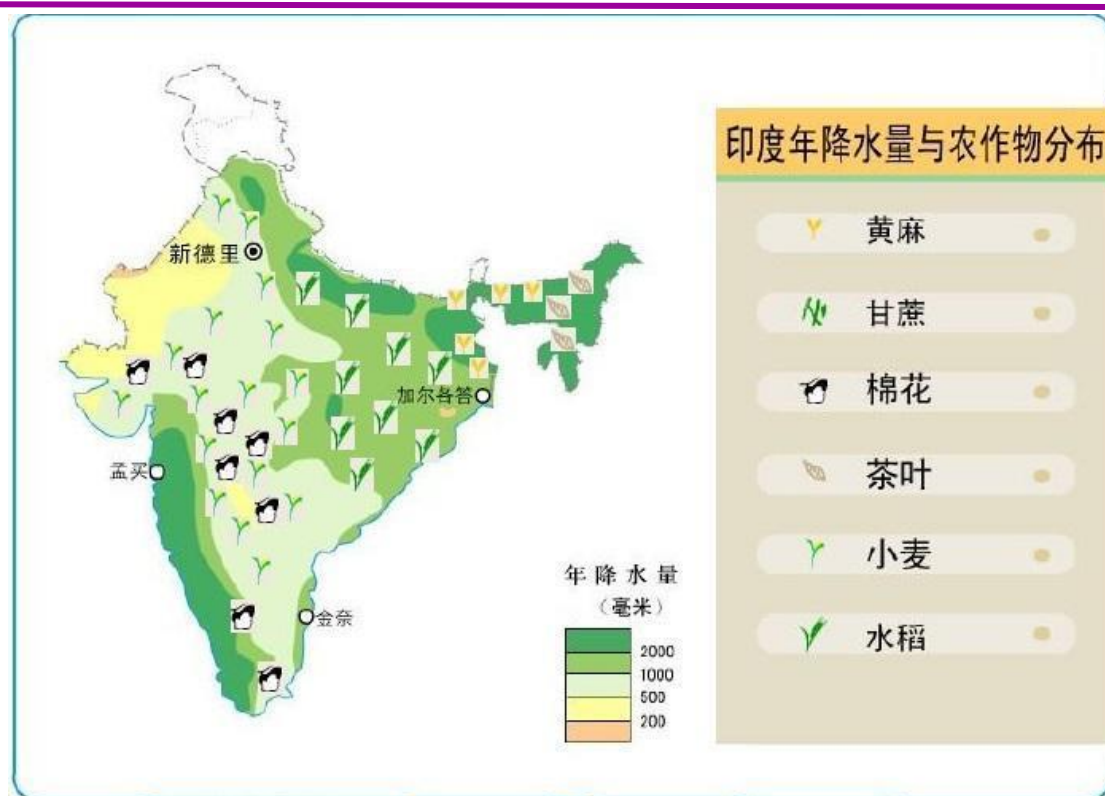 印度年降水量与农作物分布
黄麻
甘蔗
棉花
茶叶
小麦
水稻
新德里
加尔各答
孟买
金奈
年降水量
（毫米）
2000
1000
500
200